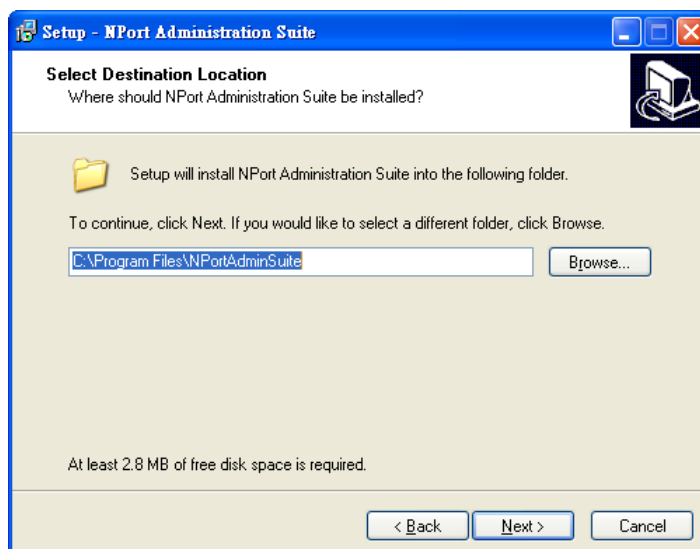 Setup - NPort Administration Suite
Select Destination Location
Where should NPort Administration Suite be installed?
Setup will install NPort Administration Suite into the following folder.
To continue, click Next. If you would like to select a different folder, click Browse.
C:\Program Files\NPortAdminSuite
Browse...
At least 2.8 MB of free disk space is required.
< Back Next > Cancel